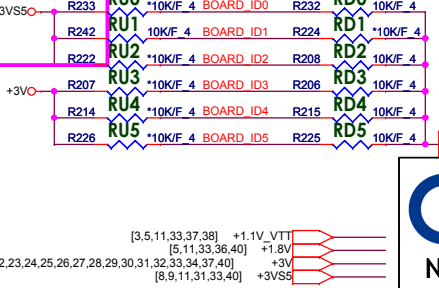 3VS5 R233 *10K/F_4 BOARD_ID0 R232 *10K/F_4
RU1 RD1
R242 10K/F_4 BOARD_ID1 R224 *10K/F_4
RU2 RD2
R222 *10K/F_4 BOARD_ID2 R208 10K/F_4
RU3 RD3
+3V R207 *10K/F_4 BOARD_ID3 R206 10K/F_4
RU4 RD4
R214 *10K/F_4 BOARD_ID4 R215 10K/F_4
RU5 RD5
R226 *10K/F_4 BOARD_ID5 R225 10K/F_4
[3,5,11,33,37,38] +1.1V_VTT
[5,11,33,36,40] +1.8V
2,23,24,25,26,27,28,29,30,31,32,33,34,37,40] +3V
[8,9,11,31,33,40] +3VS5
N